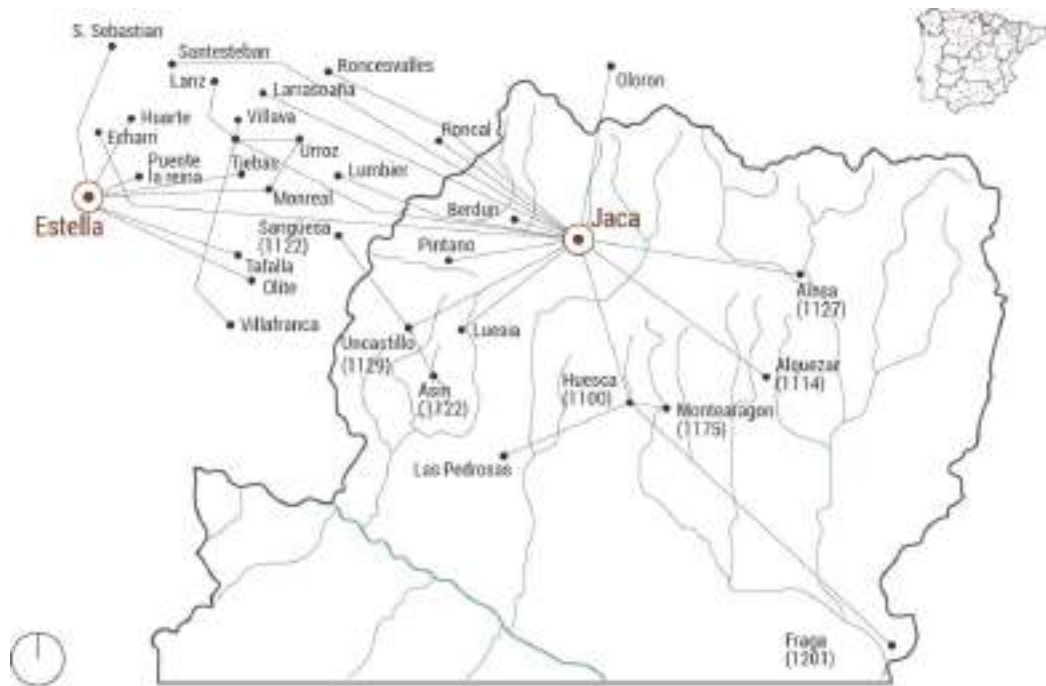 S. Sebastian
Santesteban
Roncesvalles
Lanz
Larrasoaña
Oloron
Huarte
Villava
Roncal
Echarri
Urroz
Puente
la reina
Tiebas
Lumbier
Monreal
Berdun
Jaca
Estella
Sangüesa
(1122)
Pintano
Tafalla
Olite
Ainsa
(1127)
Villafranca
Luesia
Uncastillo
(1129)
Alquezar
(1114)
Asin
(1122)
Huesca
(1100)
Montearagon
(1175)
Las Pedrosas
Fraga
(1201)